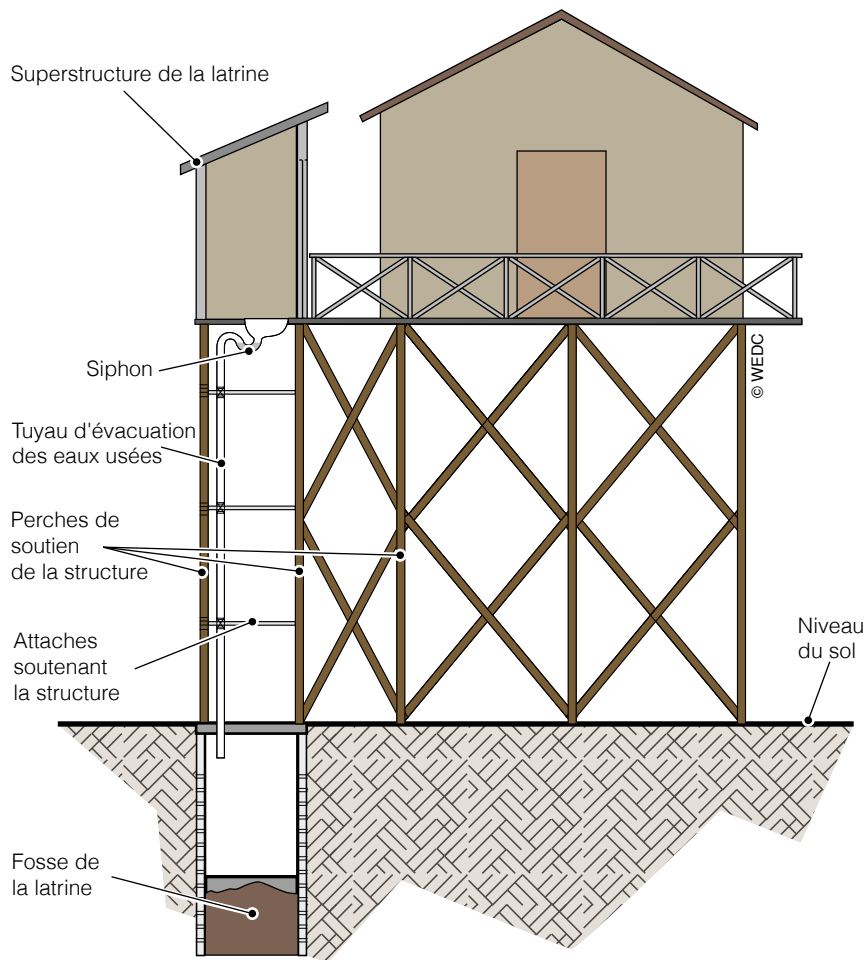 Superstructure de la latrine
Siphon
© WEDC
Tuyau d'évacuation
des eaux usées
Perches de
soutien
de la structure
Attaches
soutenant
la structure
Niveau
du sol
Fosse de
la latrine